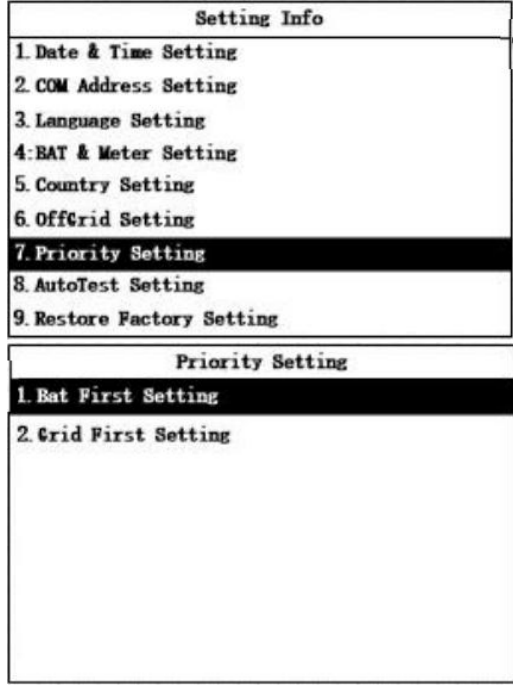 Setting Info
1. Date & Time Setting
2. COM Address Setting
3. Language Setting
4:BAT & Meter Setting
5. Country Setting
6. OffGrid Setting
7. Priority Setting
8. AutoTest Setting
9. Restore Factory Setting
Priority Setting
1. Bat First Setting
2. Grid First Setting